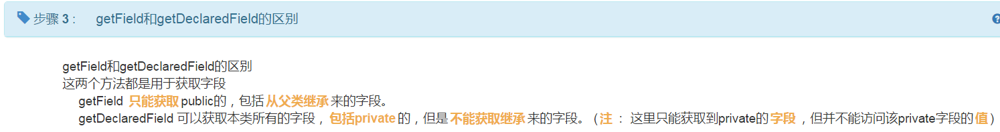 步骤 3 : getField和getDeclaredField的区别
getField和getDeclaredField的区别
这两个方法都是用于获取字段
getField 只能获取public的，包括从父类继承来的字段。
getDeclaredField 可以获取本类所有的字段，包括private的，但是不能获取继承来的字段。 (注： 这里只能获取到private的字段，但并不能访问该private字段的值)